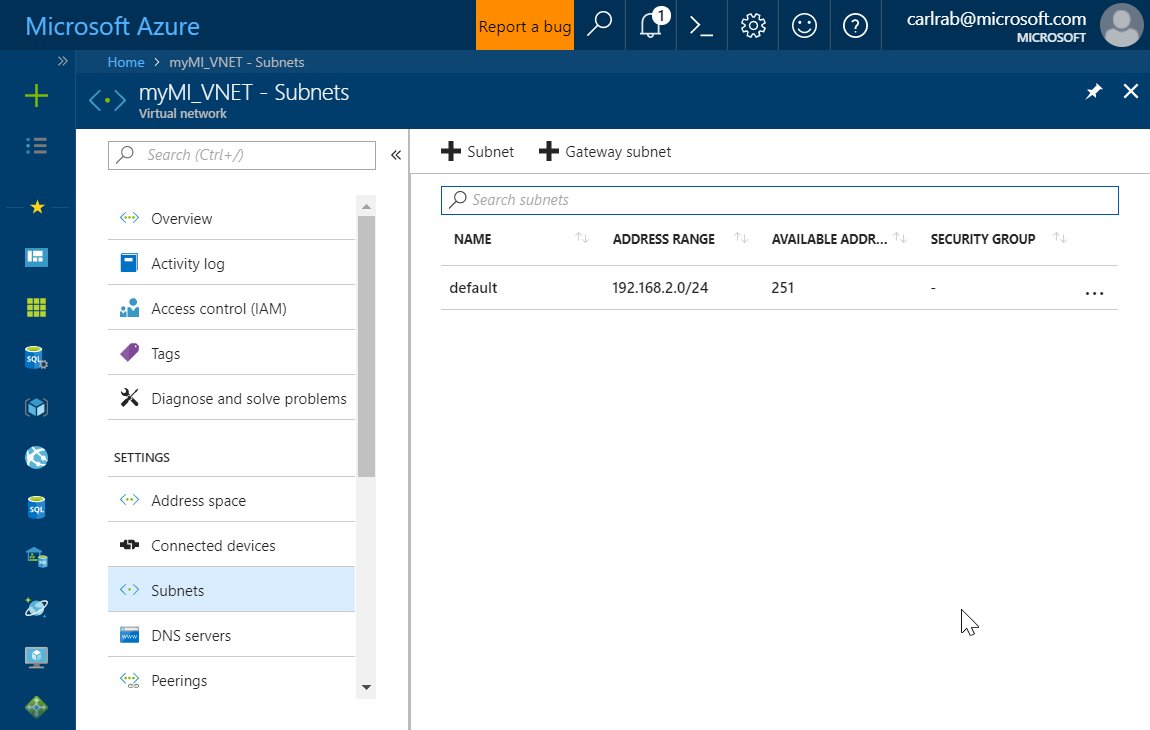 Microsoft Azure
Report a bug
1
carlrab@microsoft.com
MICROSOFT
Home > myMI_VNET - Subnets
myMI_VNET - Subnets
Virtual network
Search (Ctrl+/)
Overview
Activity log
Access control (IAM)
Tags
Diagnose and solve problems
SETTINGS
Address space
Connected devices
Subnets
DNS servers
Peerings
Subnet
Gateway subnet
Search subnets
NAME ADDRESS RANGE AVAILABLE ADDR... SECURITY GROUP
default 192.168.2.0/24 251 - ...
SQL
SQL
www